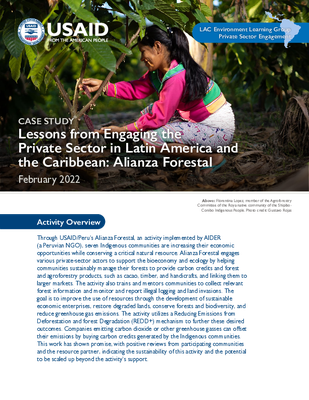 USAID
FROM THE AMERICAN PEOPLE
LAC Environment Learning Group
Private Sector Engagement
CASE STUDY
Lessons from Engaging the
Private Sector in Latin America and
the Caribbean: Alianza Forestal
February 2022
Above: Florentina Lopez, member of the Agroforestry
Committee of the Roya native community of the Shipibo-
Conibo Indigenous People. Photo credit: Gustavo Rojas
Activity Overview
Through USAID/Peru's Alianza Forestal, an activity implemented by AIDER
(a Peruvian NGO), seven Indigenous communities are increasing their economic
opportunities while conserving a critical natural resource. Alianza Forestal engages
various private-sector actors to support the bioeconomy and ecology by helping
communities sustainably manage their forests to provide carbon credits and forest
and agroforestry products, such as cacao, timber, and handicrafts, and linking them to
larger markets. The activity also trains and mentors communities to collect relevant
forest information and monitor and report illegal logging and land invasions. The
goal is to improve the use of resources through the development of sustainable
economic enterprises, restore degraded lands, conserve forests and biodiversity, and
reduce greenhouse gas emissions. The activity utilizes a Reducing Emissions from
Deforestation and forest Degradation (REDD+) mechanism to further these desired
outcomes. Companies emitting carbon dioxide or other greenhouse gasses can offset
their emissions by buying carbon credits generated by the Indigenous communities.
This work has shown promise, with positive reviews from participating communities
and the resource partner, indicating the sustainability of this activity and the potential
to be scaled up beyond the activity's support.